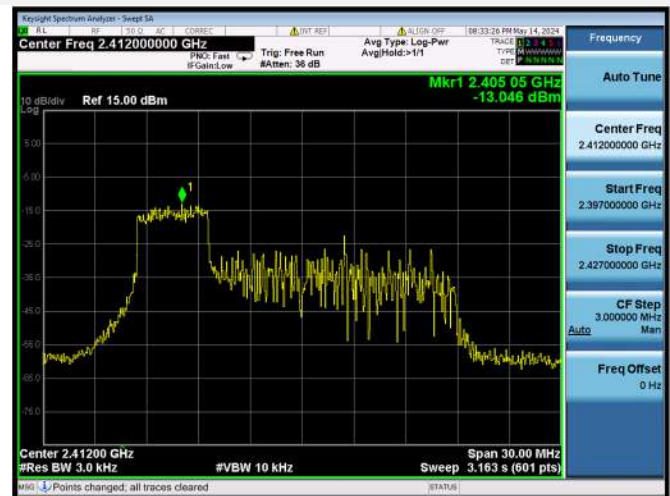 Keysight Spectrum Analyzer - Swept SA
RL RF 50 Ω AC CORREC INT REF ALIGN OFF 08:33:26 PM May 14, 2024
Center Freq 2.412000000 GHz
PNO: Fast
IFGain:Low
Trig: Free Run
#Atten: 36 dB
Avg Type: Log-Pwr
Avg|Hold:>1/1
TRACE 1 2 3 4 5 6
TYPE M W W W W W
DET P N N N N N
Frequency
Mkr1 2.405 05 GHz
-13.046 dBm
10 dB/div Ref 15.00 dBm
Log
5.00
-5.00
-15.0
-25.0
-35.0
-45.0
-55.0
-65.0
-75.0
1
Center 2.41200 GHz
Span 30.00 MHz
#Res BW 3.0 kHz
#VBW 10 kHz
Sweep 3.163 s (601 pts)
Auto Tune
Center Freq
2.412000000 GHz
Start Freq
2.397000000 GHz
Stop Freq
2.427000000 GHz
CF Step
3.000000 MHz
Auto Man
Freq Offset
0 Hz
MSG Points changed; all traces cleared
STATUS